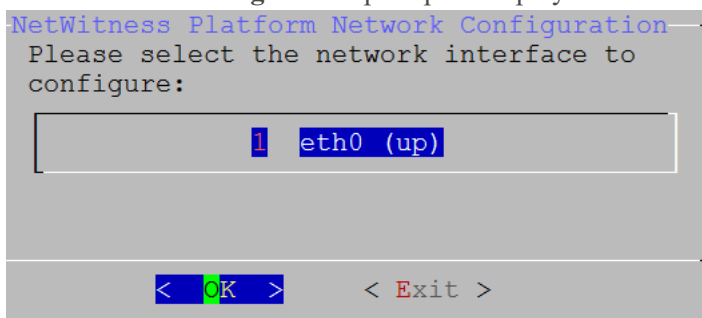 NetWitness Platform Network Configuration
Please select the network interface to
configure:
1 eth0 (up)
< OK > < Exit >